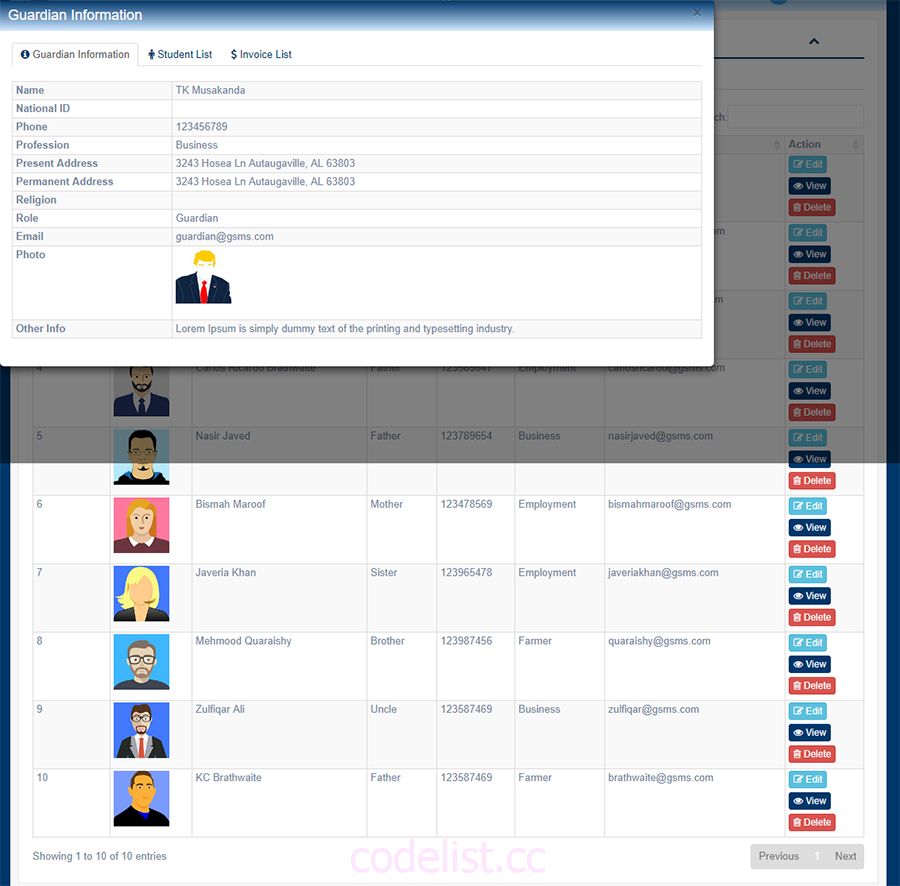 Guardian Information ×
Guardian Information Student List $ Invoice List
Name TK Musakanda
National ID
Phone 123456789
Profession Business
Present Address 3243 Hosea Ln Autaugaville, AL 63803
Permanent Address 3243 Hosea Ln Autaugaville, AL 63803
Religion
Role Guardian
Email guardian@gsms.com
Photo
Other Info Lorem Ipsum is simply dummy text of the printing and typesetting industry.
ch:
Action
Edit
View
Delete
om Edit
View
Delete
m Edit
View
Delete
4 Carlos Ricardo Brathwaite Father 123589647 Employment carlosricardo@gsms.com Edit
View
Delete
5 Nasir Javed Father 123789654 Business nasirjaved@gsms.com Edit
View
Delete
6 Bismah Maroof Mother 123478569 Employment bismahmaroof@gsms.com Edit
View
Delete
7 Javeria Khan Sister 123965478 Employment javeriakhan@gsms.com Edit
View
Delete
8 Mehmood Quaraishy Brother 123987456 Farmer quaraishy@gsms.com Edit
View
Delete
9 Zulfiqar Ali Uncle 123587469 Business zulfiqar@gsms.com Edit
View
Delete
10 KC Brathwaite Father 123587469 Farmer brathwaite@gsms.com Edit
View
Delete
Showing 1 to 10 of 10 entries Previous 1 Next
codelist.cc